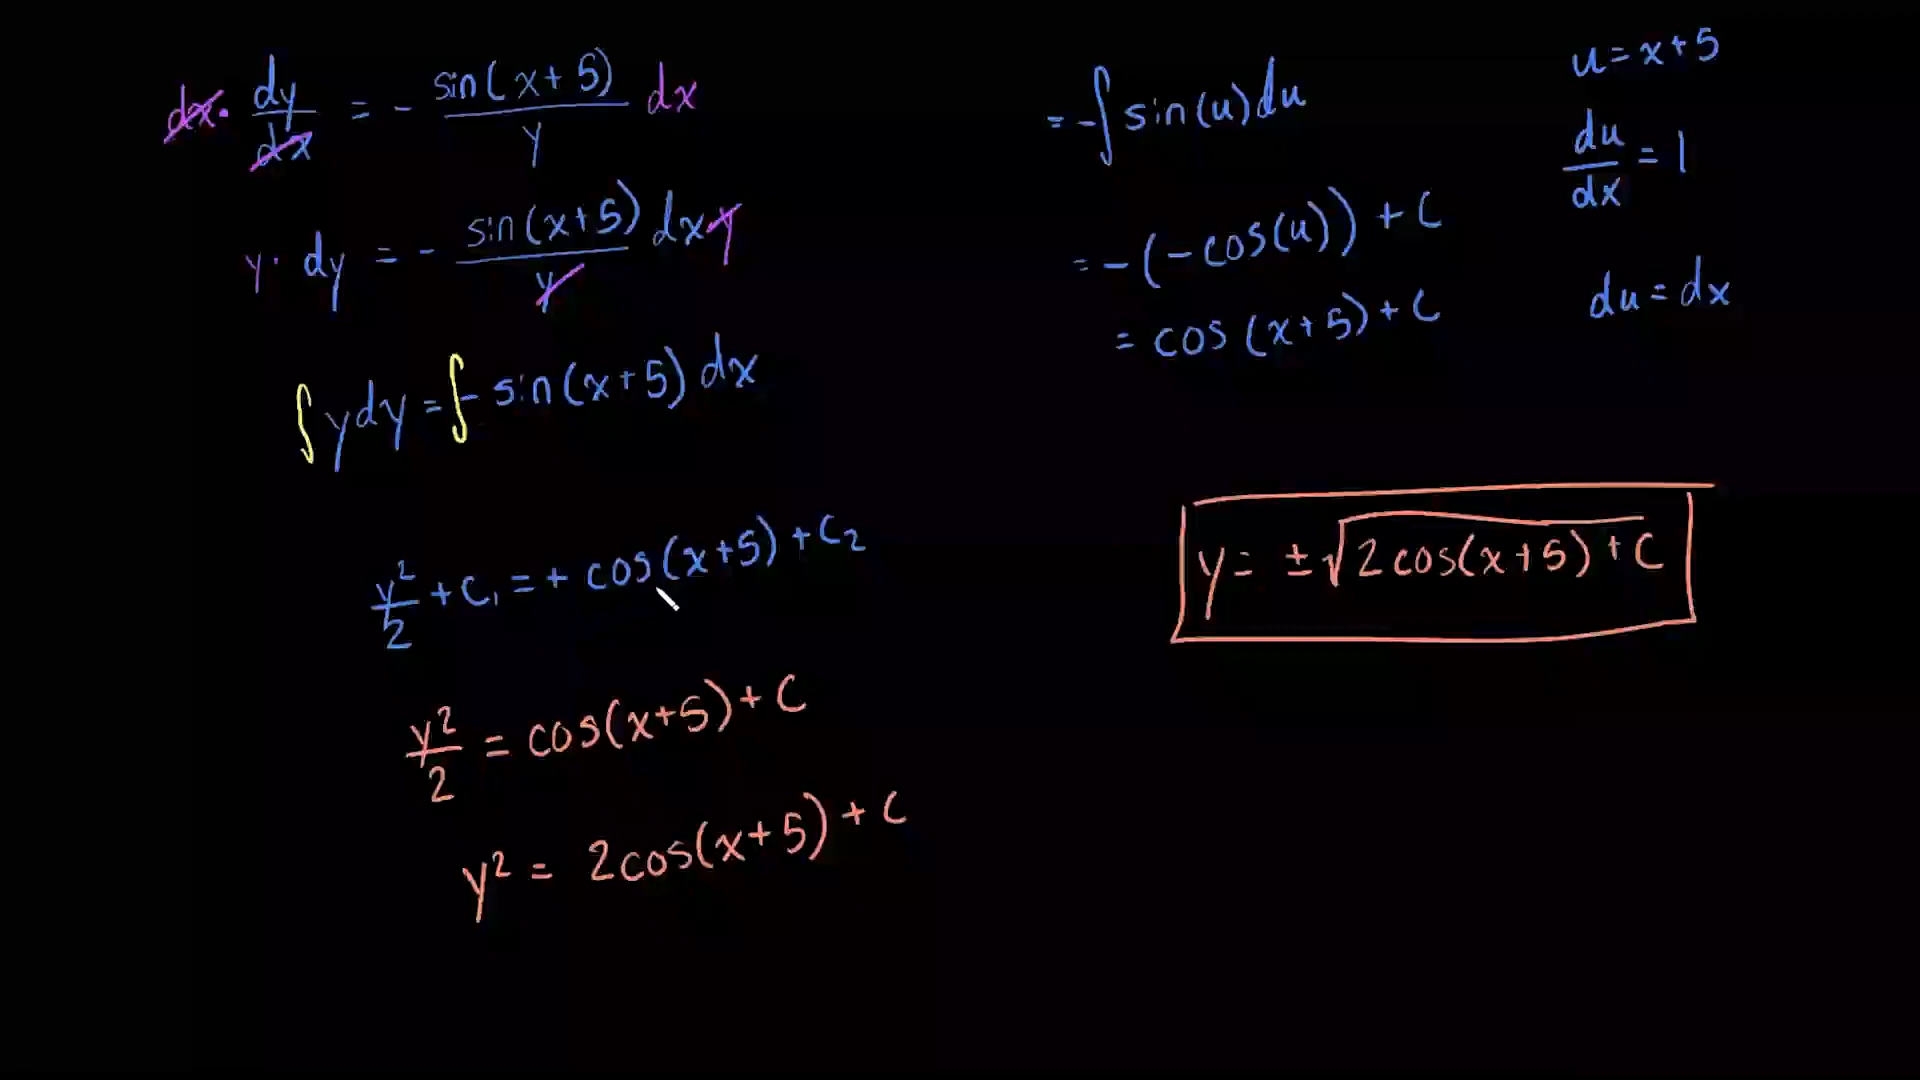 dx · dy/dx = - sin(x+5)/y dx
y · dy = - sin(x+5)/y dx y
∫ y dy = ∫ - sin(x+5) dx
y²/2 + C₁ = + cos(x+5) + C₂
y²/2 = cos(x+5) + C
y² = 2cos(x+5) + C
= -∫ sin(u) du
= -(-cos(u)) + C
= cos(x+5) + C
u = x+5
du/dx = 1
du = dx
y = ±√(2cos(x+5) + C)